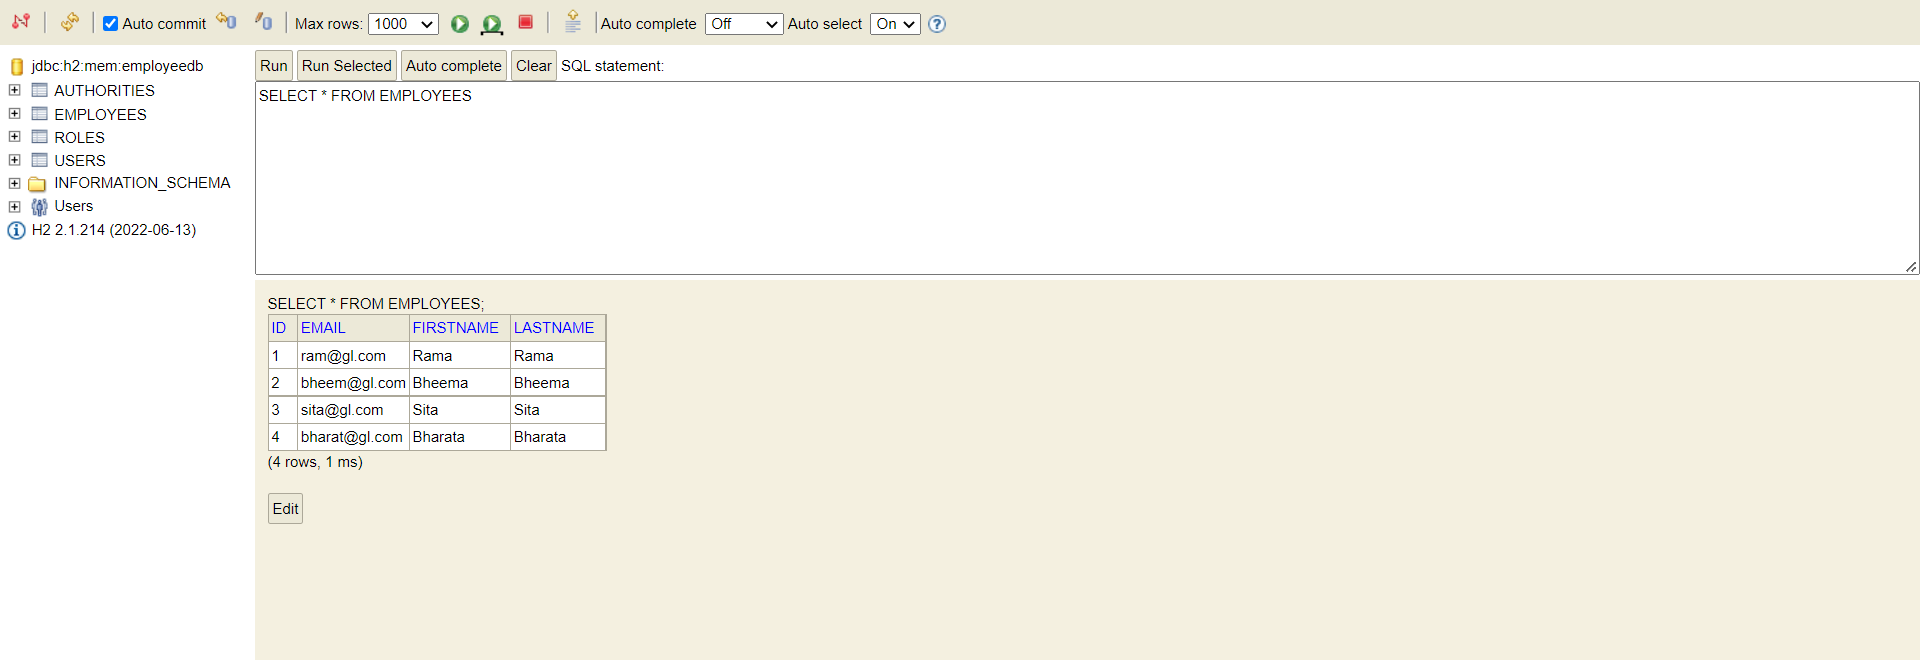 Auto commit Max rows: 1000 Auto complete Off Auto select On ?
jdbc:h2:mem:employeedb
AUTHORITIES
EMPLOYEES
ROLES
USERS
INFORMATION_SCHEMA
Users
H2 2.1.214 (2022-06-13)
Run Run Selected Auto complete Clear SQL statement:
SELECT * FROM EMPLOYEES
SELECT * FROM EMPLOYEES;
ID EMAIL FIRSTNAME LASTNAME
1 ram@gl.com Rama Rama
2 bheem@gl.com Bheema Bheema
3 sita@gl.com Sita Sita
4 bharat@gl.com Bharata Bharata
(4 rows, 1 ms)
Edit